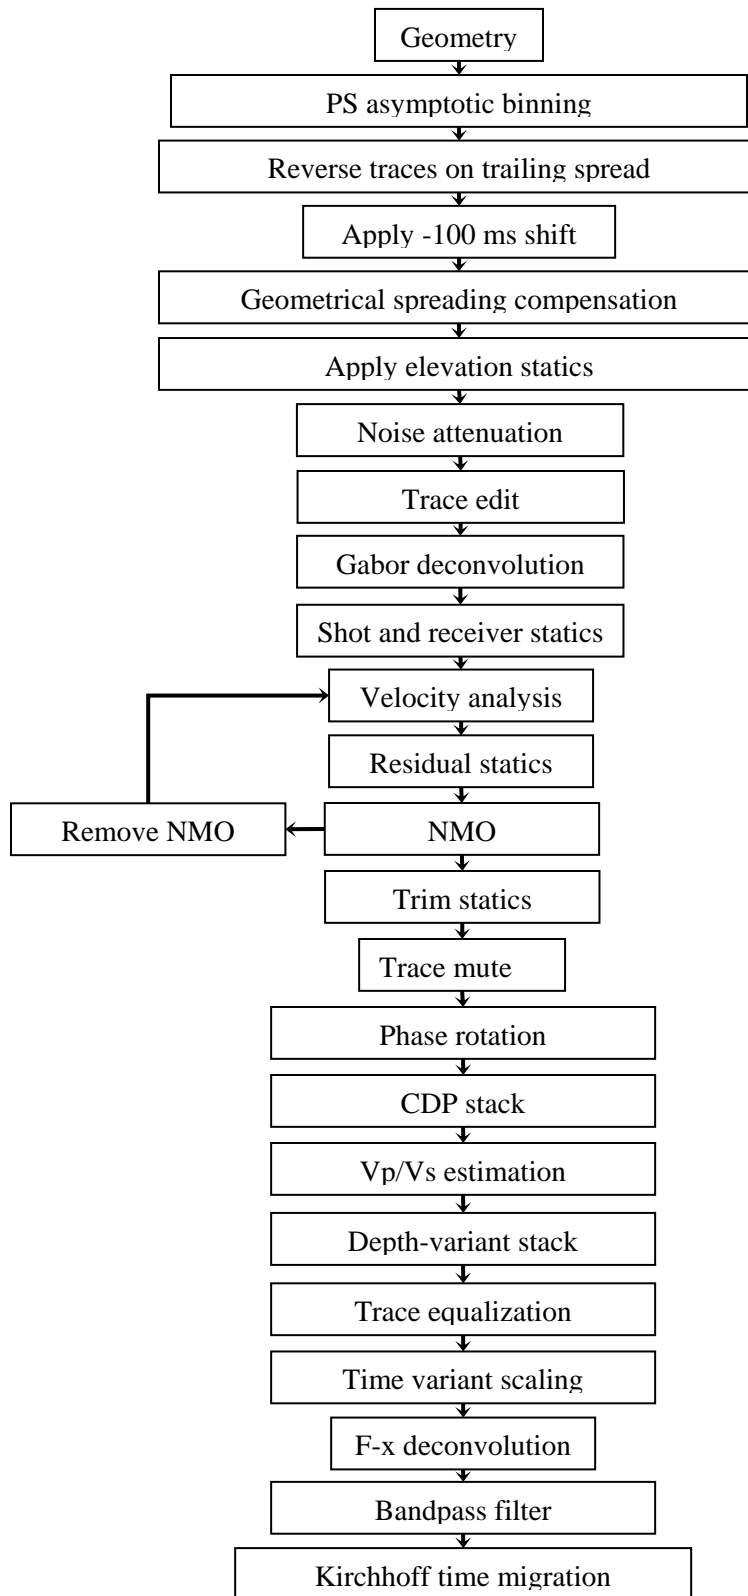 Geometry
PS asymptotic binning
Reverse traces on trailing spread
Apply -100 ms shift
Geometrical spreading compensation
Apply elevation statics
Noise attenuation
Trace edit
Gabor deconvolution
Shot and receiver statics
Velocity analysis
Residual statics
Remove NMO
NMO
Trim statics
Trace mute
Phase rotation
CDP stack
Vp/Vs estimation
Depth-variant stack
Trace equalization
Time variant scaling
F-x deconvolution
Bandpass filter
Kirchhoff time migration